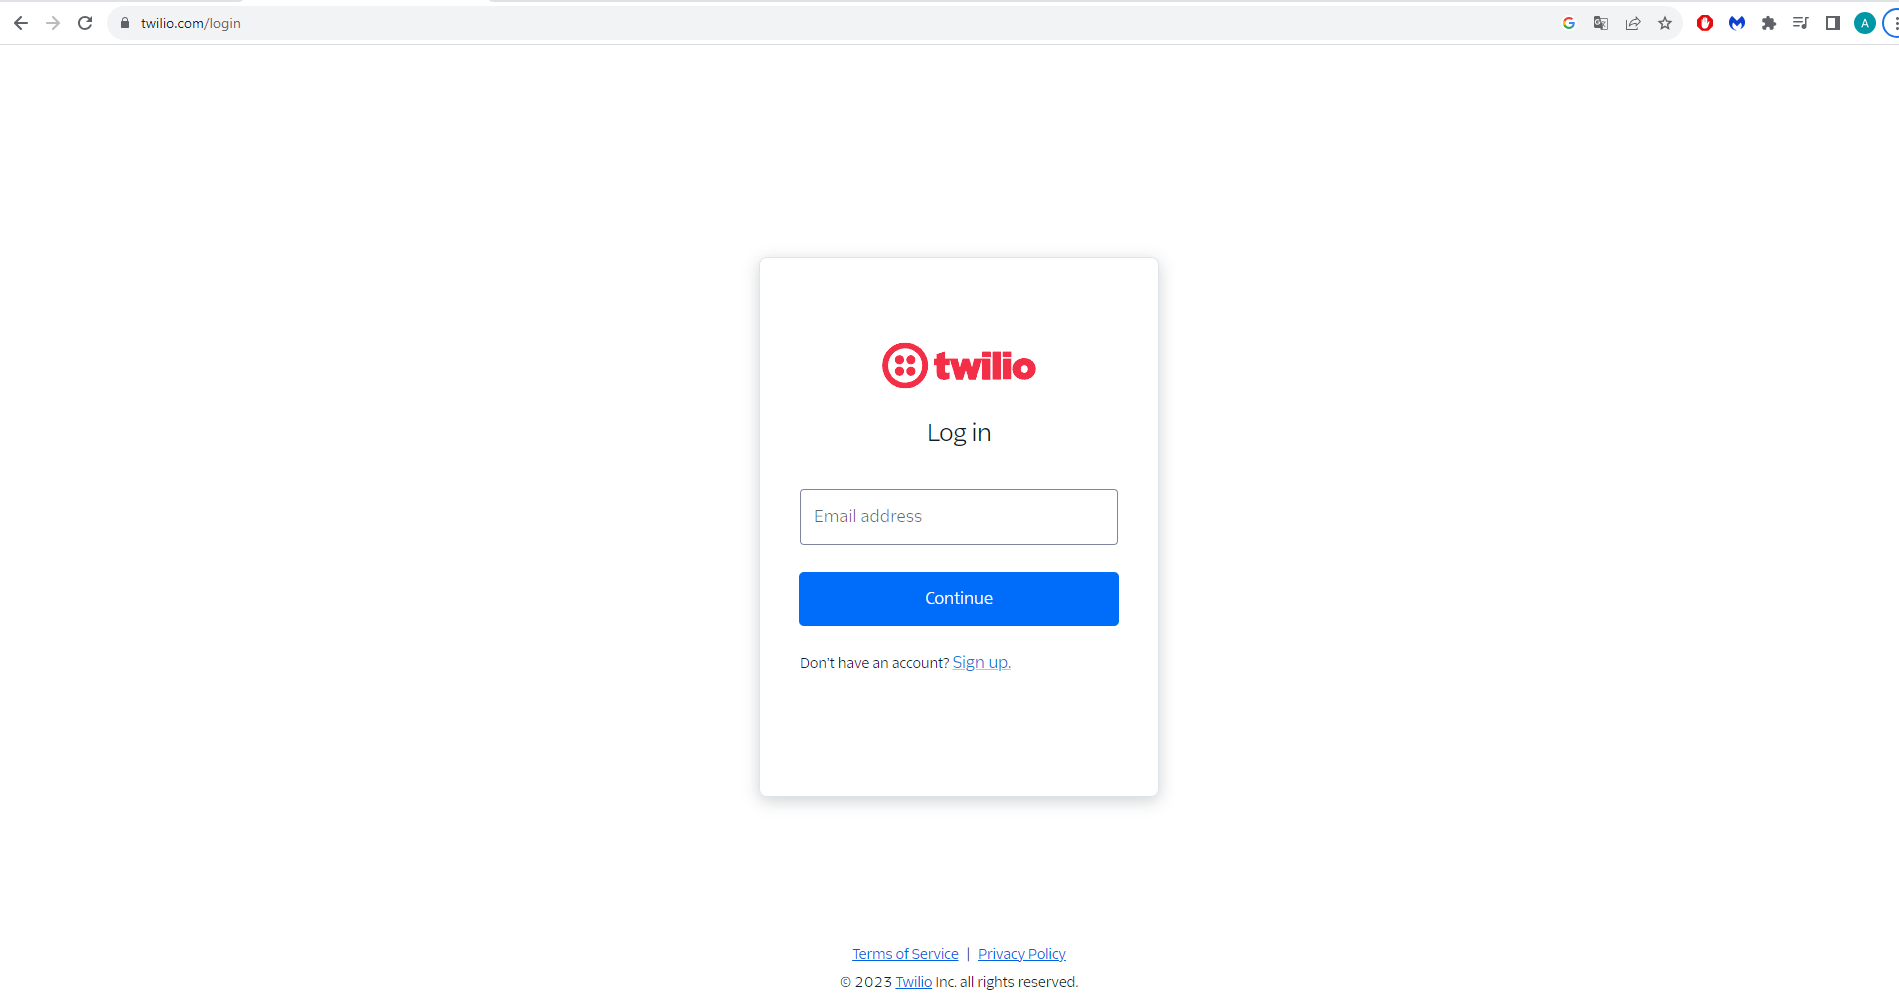 twilio.com/login
A
twilio
Log in
Email address
Continue
Don't have an account? Sign up.
Terms of Service | Privacy Policy
© 2023 Twilio Inc. all rights reserved.